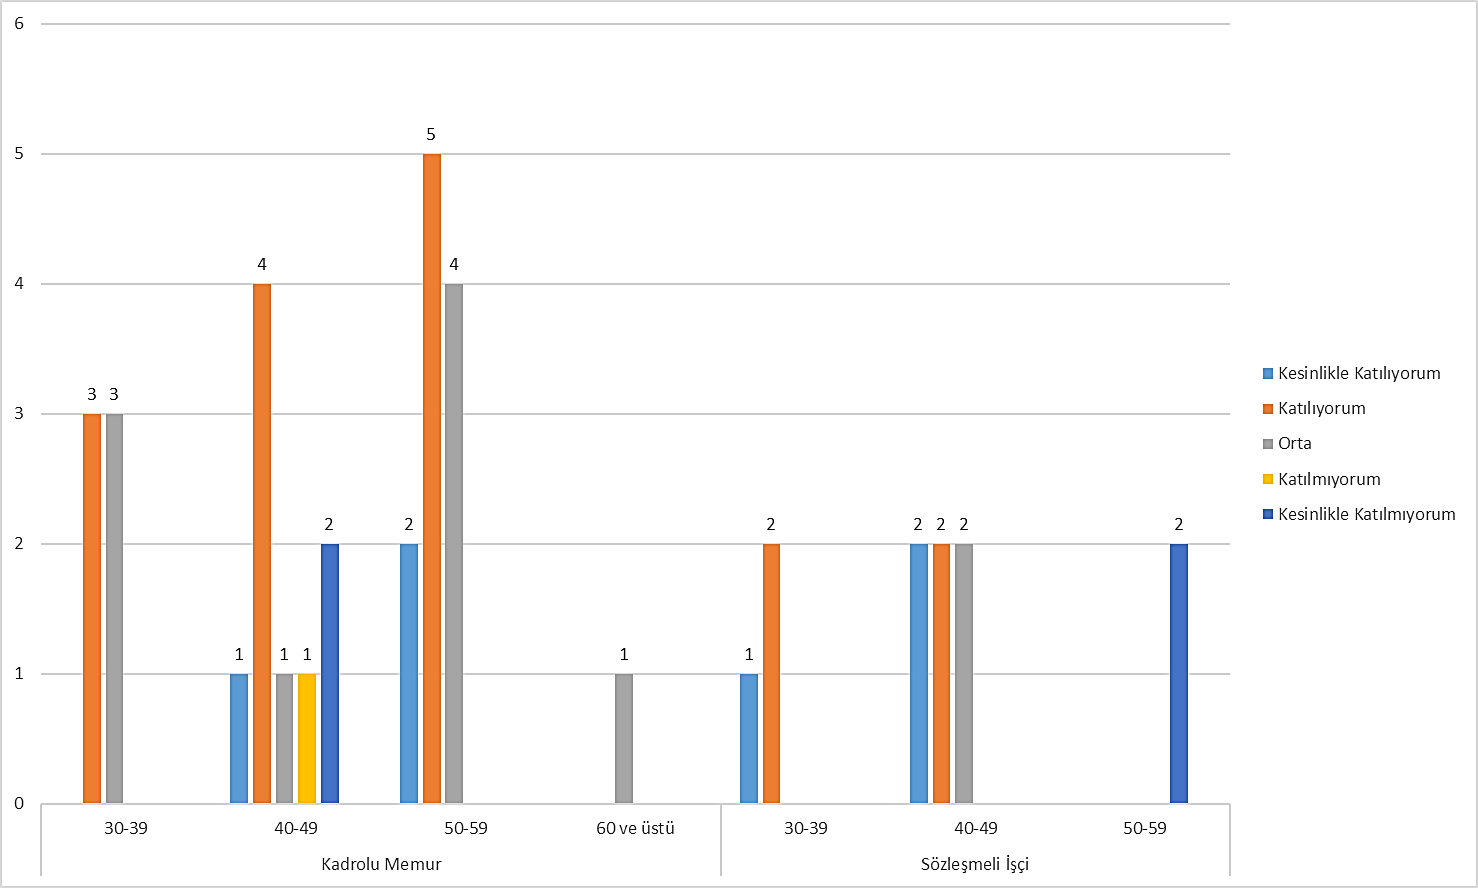 6
5
4
3
2
1
0
3 3
1 4 1 1 2
2 5 4
1
1 2
2 2 2
2
30-39 40-49 50-59 60 ve üstü 30-39 40-49 50-59
Kadrolu Memur Sözleşmeli İşçi
Kesinlikle Katılıyorum
Katılıyorum
Orta
Katılmıyorum
Kesinlikle Katılmıyorum